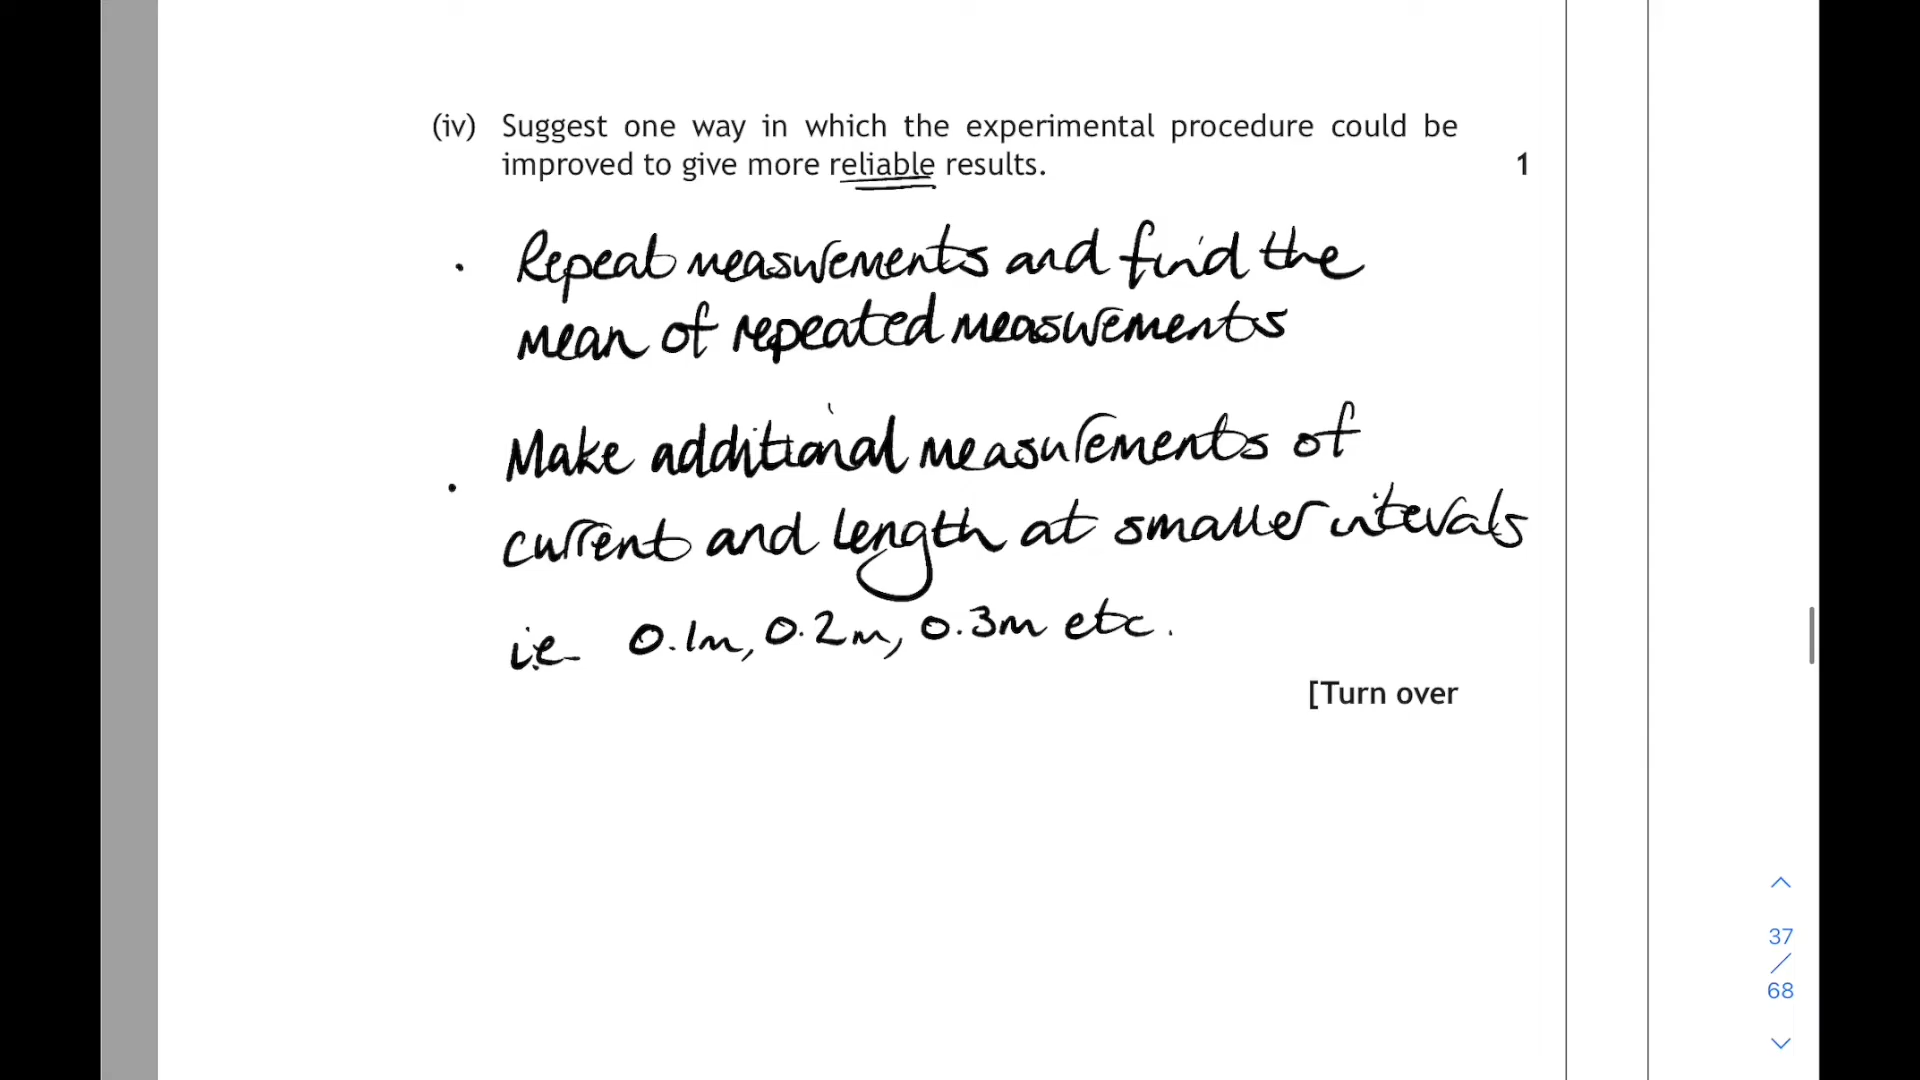 (iv) Suggest one way in which the experimental procedure could be
improved to give more reliable results. 1
• Repeat measurements and find the
mean of repeated measurements
• Make additional measurements of
current and length at smaller intervals
i.e. 0.1m, 0.2m, 0.3m etc.
[Turn over
37
/
68